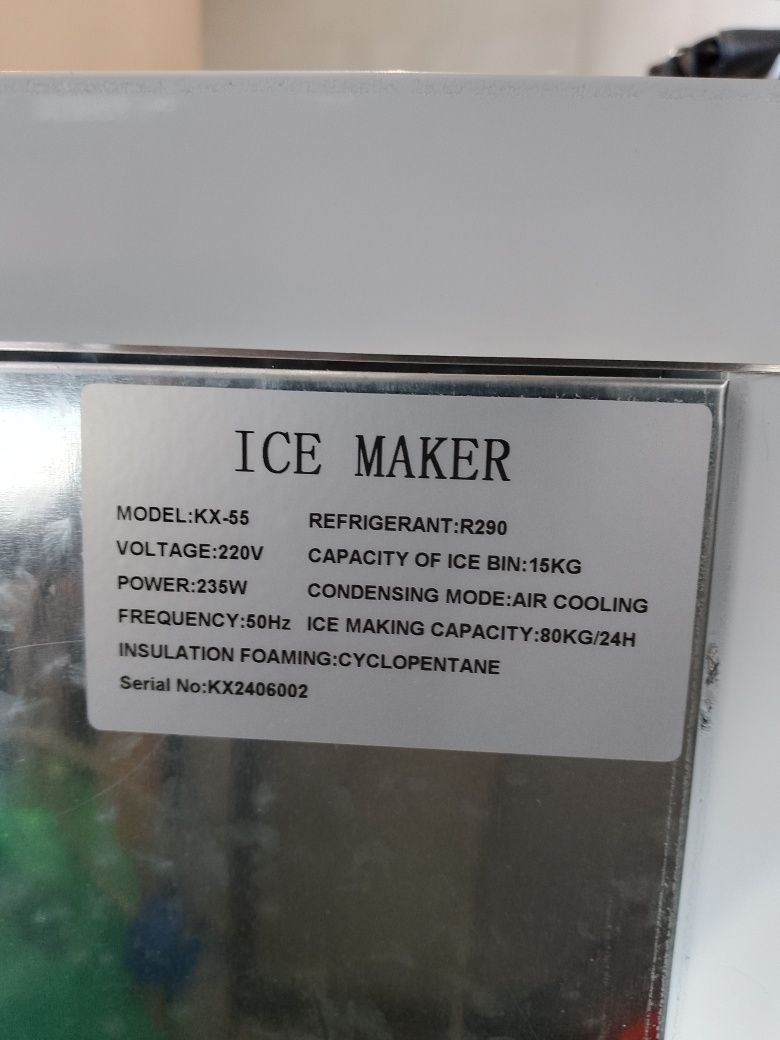 ICE MAKER
MODEL:KX-55 REFRIGERANT:R290
VOLTAGE:220V CAPACITY OF ICE BIN:15KG
POWER:235W CONDENSING MODE:AIR COOLING
FREQUENCY:50Hz ICE MAKING CAPACITY:80KG/24H
INSULATION FOAMING:CYCLOPENTANE
Serial No:KX2406002